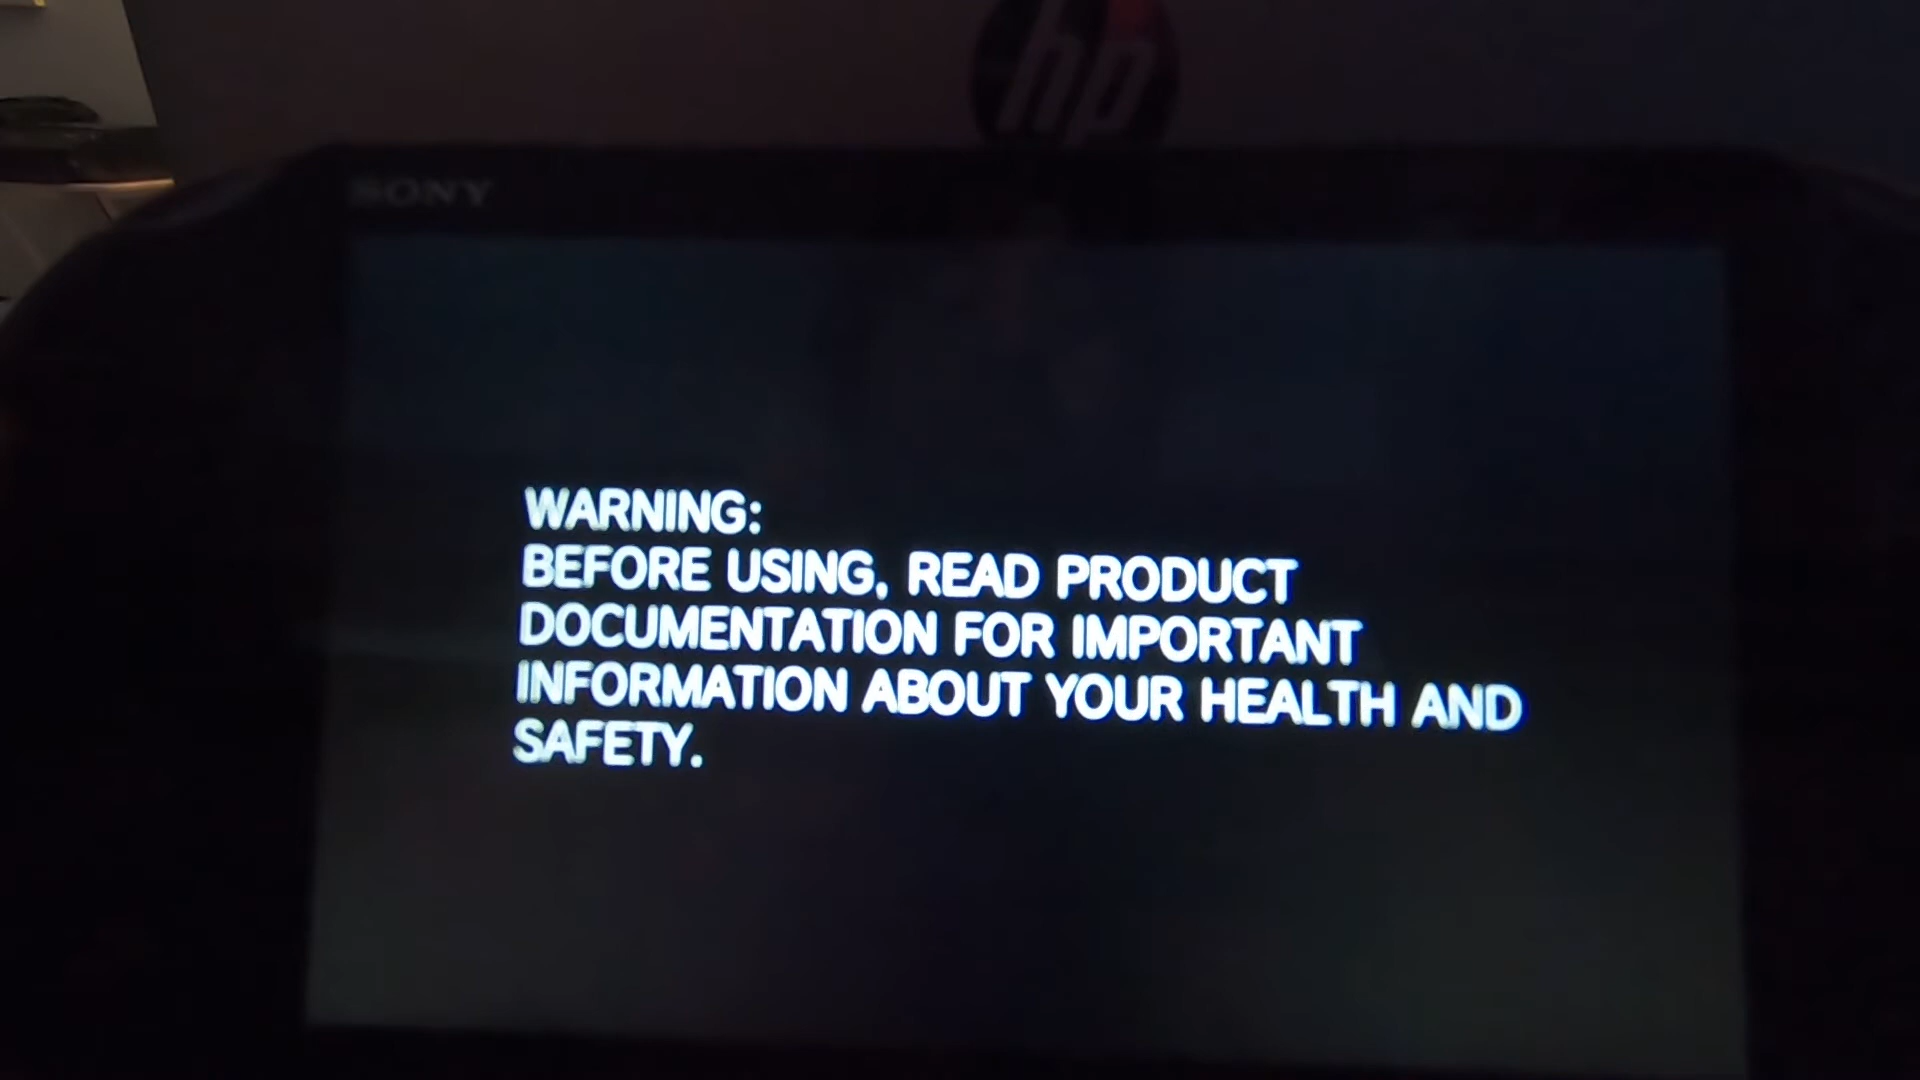 hp
SONY
WARNING:
BEFORE USING, READ PRODUCT
DOCUMENTATION FOR IMPORTANT
INFORMATION ABOUT YOUR HEALTH AND
SAFETY.